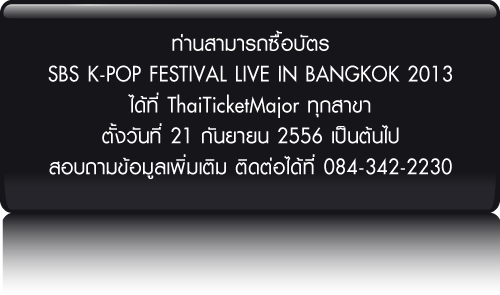 ท่านสามารถซื้อบัตร
SBS K-POP FESTIVAL LIVE IN BANGKOK 2013
ได้ที่ ThaiTicketMajor ทุกสาขา
ตั้งวันที่ 21 กันยายน 2556 เป็นต้นไป
สอบถามข้อมูลเพิ่มเติม ติดต่อได้ที่ 084-342-2230